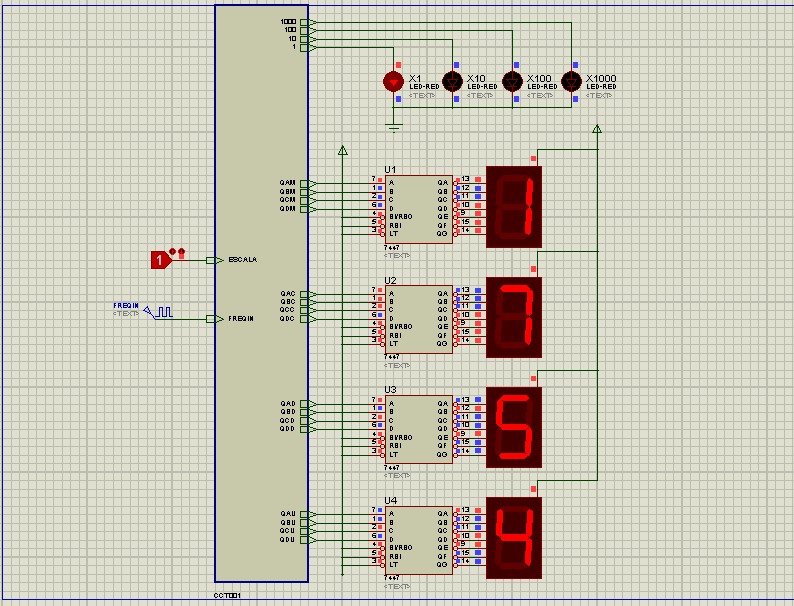 1000
100
10
1
X1
LED-RED
<TEXT>
X10
LED-RED
<TEXT>
X100
LED-RED
<TEXT>
X1000
LED-RED
<TEXT>
QAM
QBM
QCM
QDM
U1
7 A QA 13
1 B QB 12
2 C QC 11
6 D QD 10
4 BI/RBO QE 9
5 RBI QF 15
3 LT QG 14
7447
<TEXT>
1
1 ESCALA
FREQIN
<TEXT>
FREQIN
QAC
QBC
QCC
QDC
U2
7 A QA 13
1 B QB 12
2 C QC 11
6 D QD 10
4 BI/RBO QE 9
5 RBI QF 15
3 LT QG 14
7447
<TEXT>
7
QAD
QBD
QCD
QDD
U3
7 A QA 13
1 B QB 12
2 C QC 11
6 D QD 10
4 BI/RBO QE 9
5 RBI QF 15
3 LT QG 14
7447
<TEXT>
5
QAU
QBU
QCU
QDU
U4
7 A QA 13
1 B QB 12
2 C QC 11
6 D QD 10
4 BI/RBO QE 9
5 RBI QF 15
3 LT QG 14
7447
<TEXT>
4
CCT001